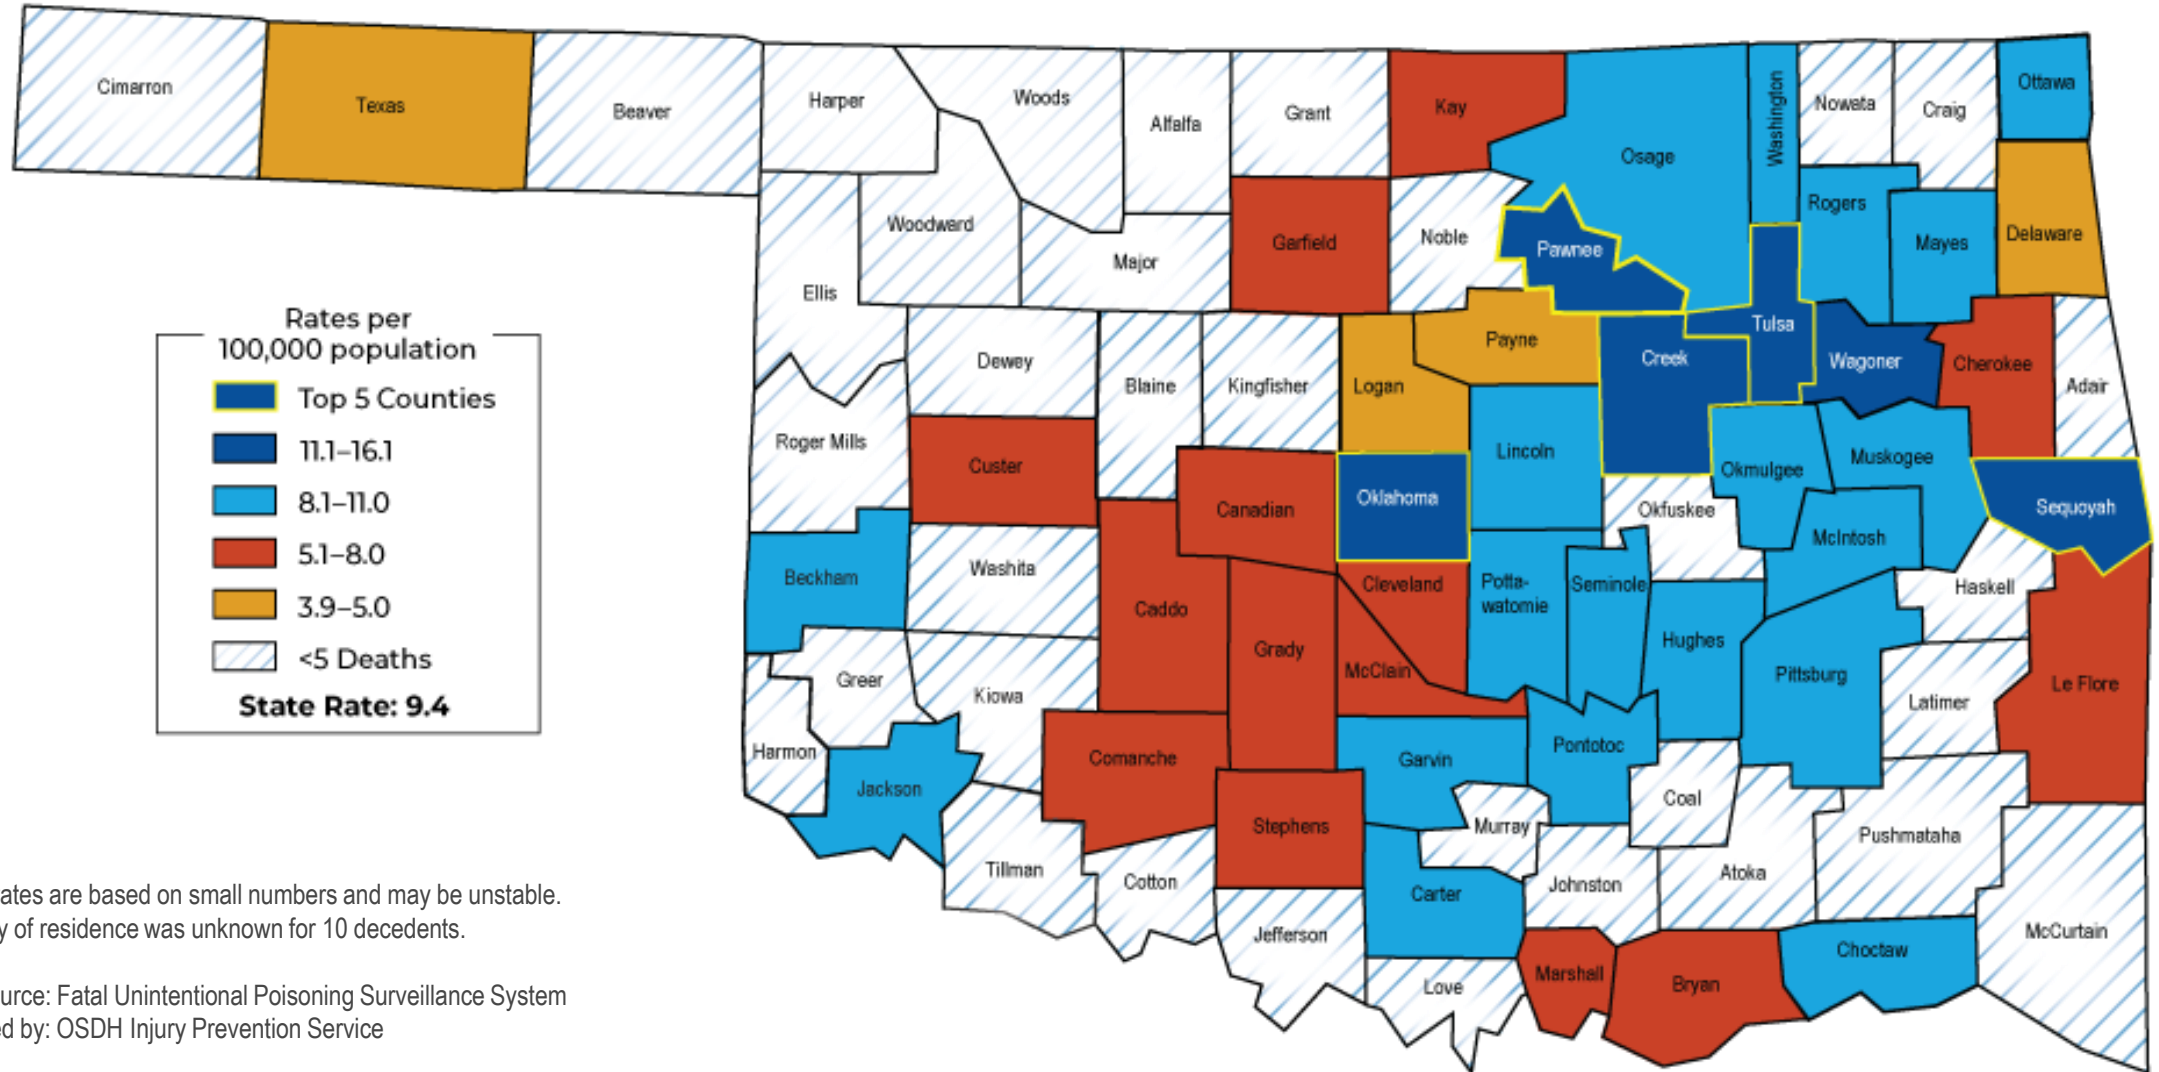 Cimarron
Texas
Beaver
Harper
Woods
Alfalfa
Grant
Kay
Osage
Washington
Nowata
Craig
Ottawa
Woodward
Major
Garfield
Noble
Pawnee
Rogers
Mayes
Delaware
Ellis
Dewey
Blaine
Kingfisher
Logan
Payne
Creek
Tulsa
Wagoner
Cherokee
Adair
Roger Mills
Custer
Canadian
Oklahoma
Lincoln
Okmulgee
Muskogee
Okfuskee
McIntosh
Sequoyah
Beckham
Washita
Caddo
Grady
Cleveland
McClain
Potta-
watomie
Seminole
Hughes
Pittsburg
Haskell
Latimer
Le Flore
Greer
Kiowa
Harmon
Jackson
Comanche
Stephens
Garvin
Pontotoc
Coal
Murray
Tillman
Cotton
Jefferson
Carter
Johnston
Atoka
Pushmataha
McCurtain
Love
Marshall
Bryan
Choctaw
Rates per
100,000 population
Top 5 Counties
11.1–16.1
8.1–11.0
5.1–8.0
3.9–5.0
<5 Deaths
State Rate: 9.4
ates are based on small numbers and may be unstable.
y of residence was unknown for 10 decedents.
urce: Fatal Unintentional Poisoning Surveillance System
ed by: OSDH Injury Prevention Service